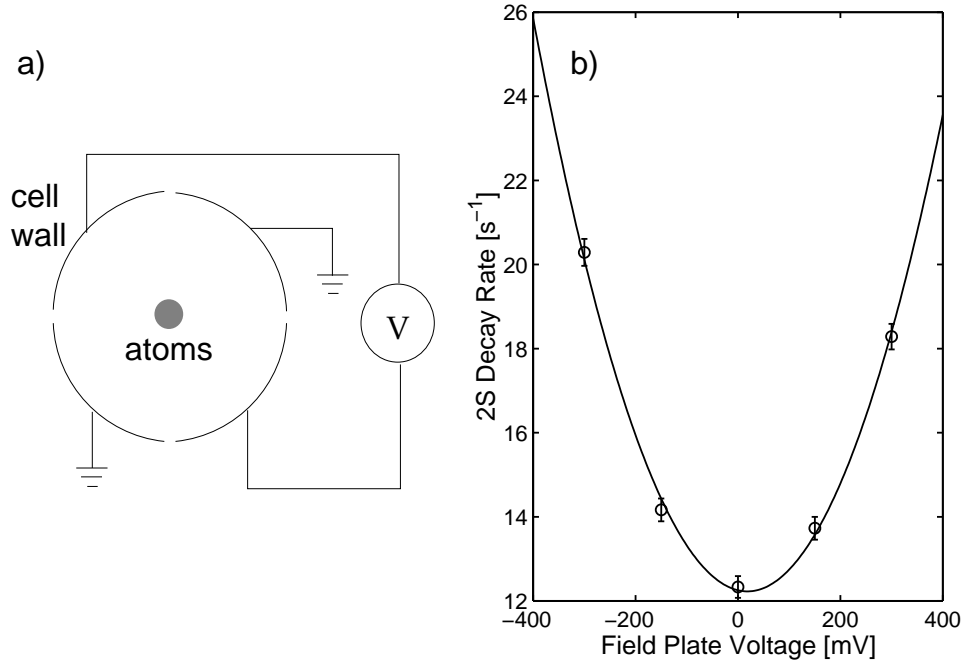 a)
cell
wall
atoms
V
b)
2S Decay Rate [s⁻¹]
26
24
22
20
18
16
14
12
−400
−200
0
200
400
Field Plate Voltage [mV]